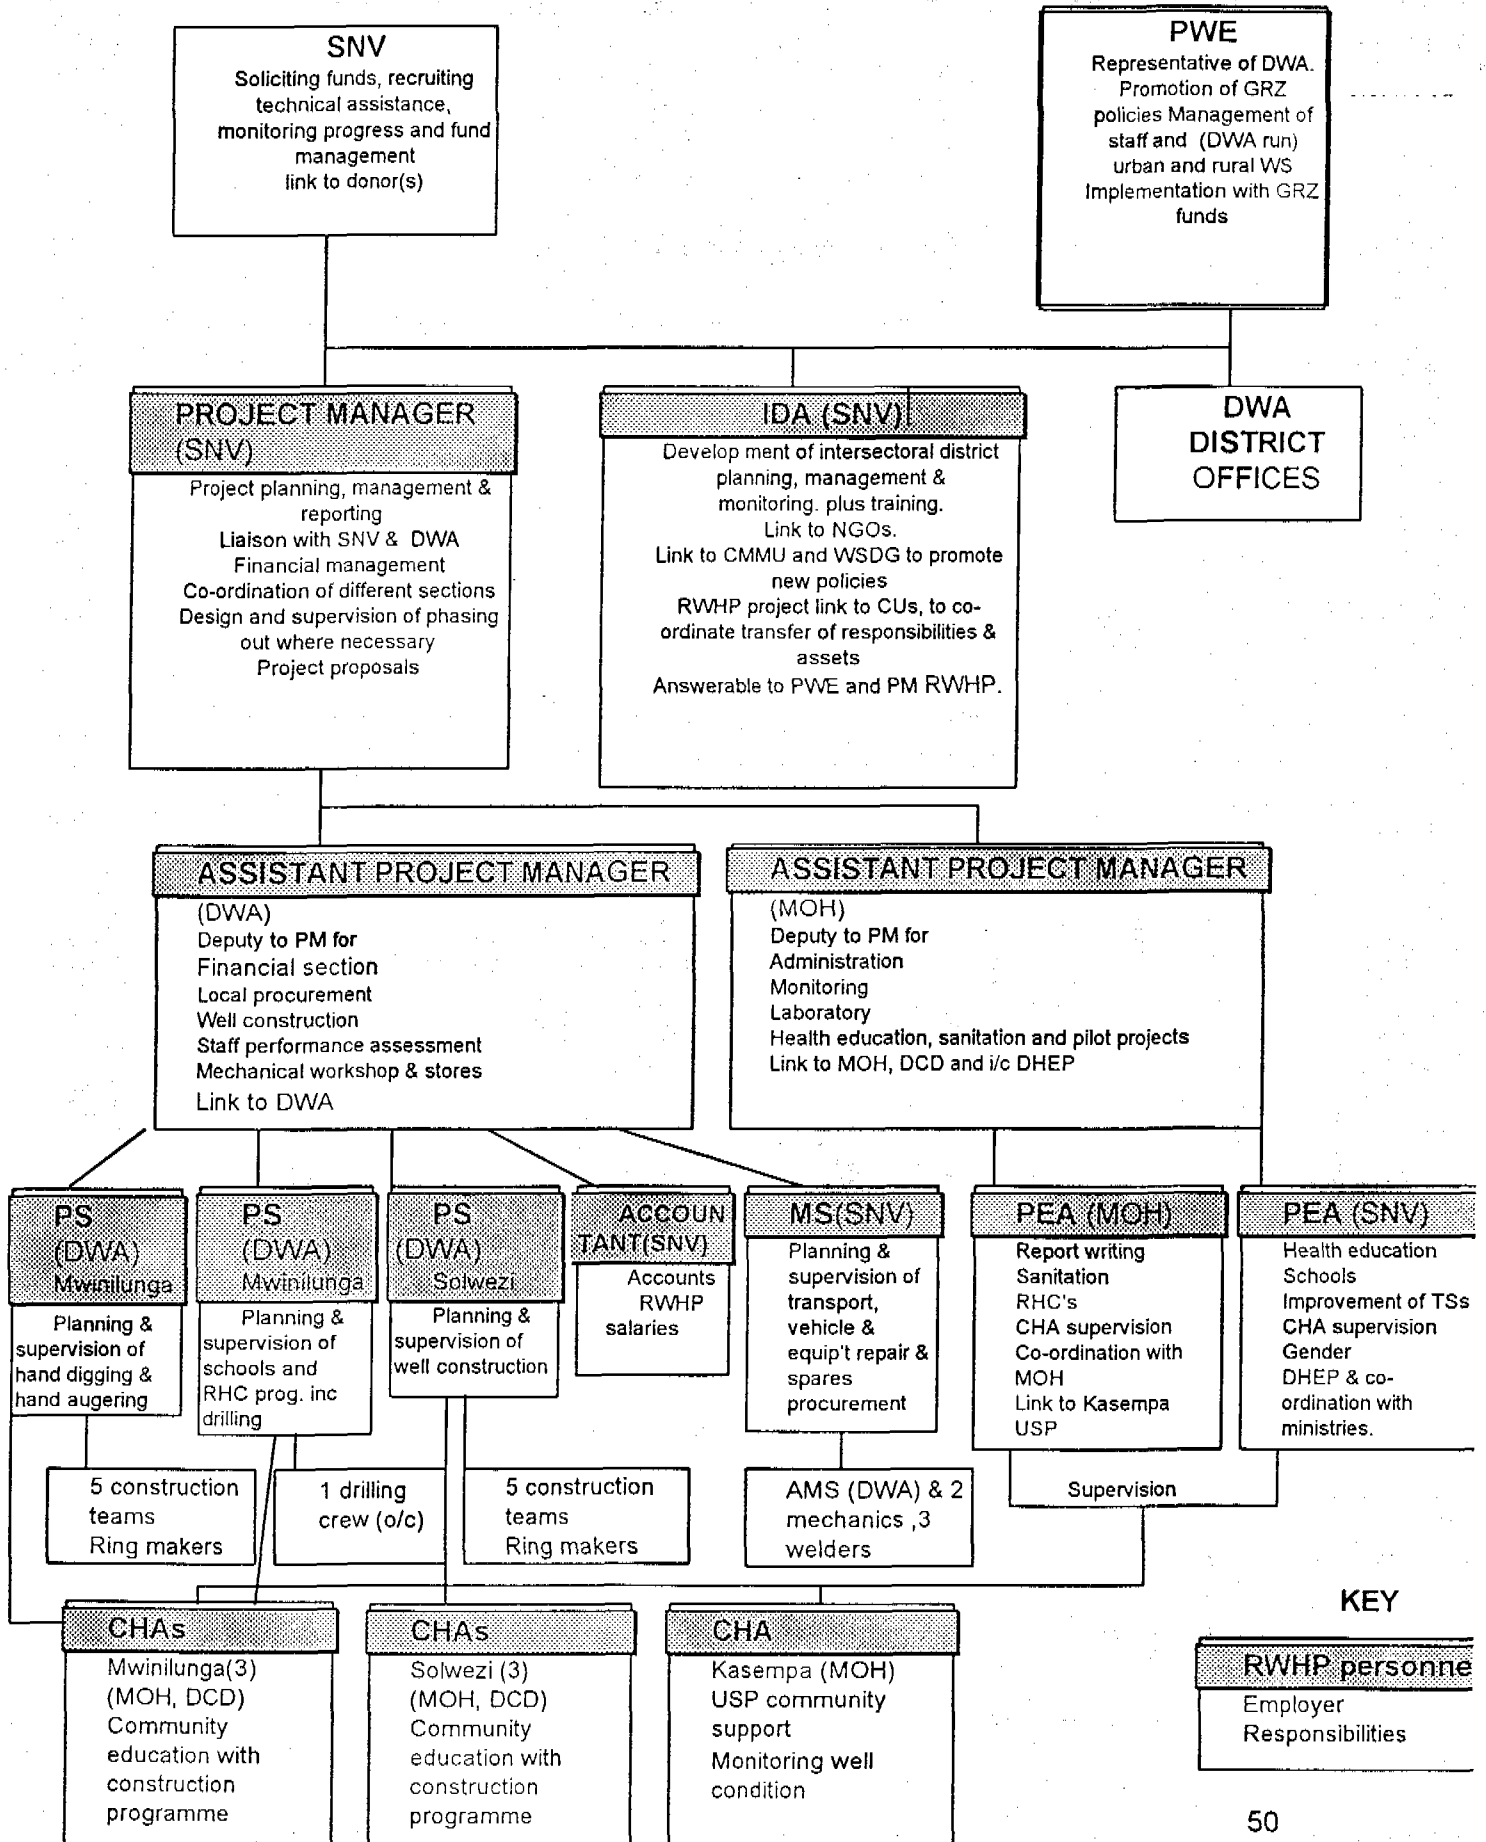 SNV
Soliciting funds, recruiting
technical assistance,
monitoring progress and fund
management
link to donor(s)
PWE
Representative of DWA.
Promotion of GRZ
policies Management of
staff and (DWA run)
urban and rural WS
Implementation with GRZ
funds
PROJECT MANAGER
(SNV)
Project planning, management &
reporting
Liaison with SNV & DWA
Financial management
Co-ordination of different sections
Design and supervision of phasing
out where necessary
Project proposals
IDA (SNV)
Develop ment of intersectoral district
planning, management &
monitoring. plus training.
Link to NGOs.
Link to CMMU and WSDG to promote
new policies
RWHP project link to CUs, to co-
ordinate transfer of responsibilities &
assets
Answerable to PWE and PM RWHP.
DWA
DISTRICT
OFFICES
ASSISTANT PROJECT MANAGER
(DWA)
Deputy to PM for
Financial section
Local procurement
Well construction
Staff performance assessment
Mechanical workshop & stores
Link to DWA
ASSISTANT PROJECT MANAGER
(MOH)
Deputy to PM for
Administration
Monitoring
Laboratory
Health education, sanitation and pilot projects
Link to MOH, DCD and i/c DHEP
PS
(DWA)
Mwinilunga
Planning &
supervision of
hand digging &
hand augering
PS
(DWA)
Mwinilunga
Planning &
supervision of
schools and
RHC prog. inc
drilling
PS
(DWA)
Solwezi
Planning &
supervision of
well construction
ACCOUN
TANT(SNV)
Accounts
RWHP
salaries
MS(SNV)
Planning &
supervision of
transport,
vehicle &
equip't repair &
spares
procurement
PEA (MOH)
Report writing
Sanitation
RHC's
CHA supervision
Co-ordination with
MOH
Link to Kasempa
USP
PEA (SNV)
Health education
Schools
Improvement of TSs
CHA supervision
Gender
DHEP & co-
ordination with
ministries.
5 construction
teams
Ring makers
1 drilling
crew (o/c)
5 construction
teams
Ring makers
AMS (DWA) & 2
mechanics ,3
welders
Supervision
CHAs
Mwinilunga(3)
(MOH, DCD)
Community
education with
construction
programme
CHAs
Solwezi (3)
(MOH, DCD)
Community
education with
construction
programme
CHA
Kasempa (MOH)
USP community
support
Monitoring well
condition
KEY
RWHP personne
Employer
Responsibilities
50